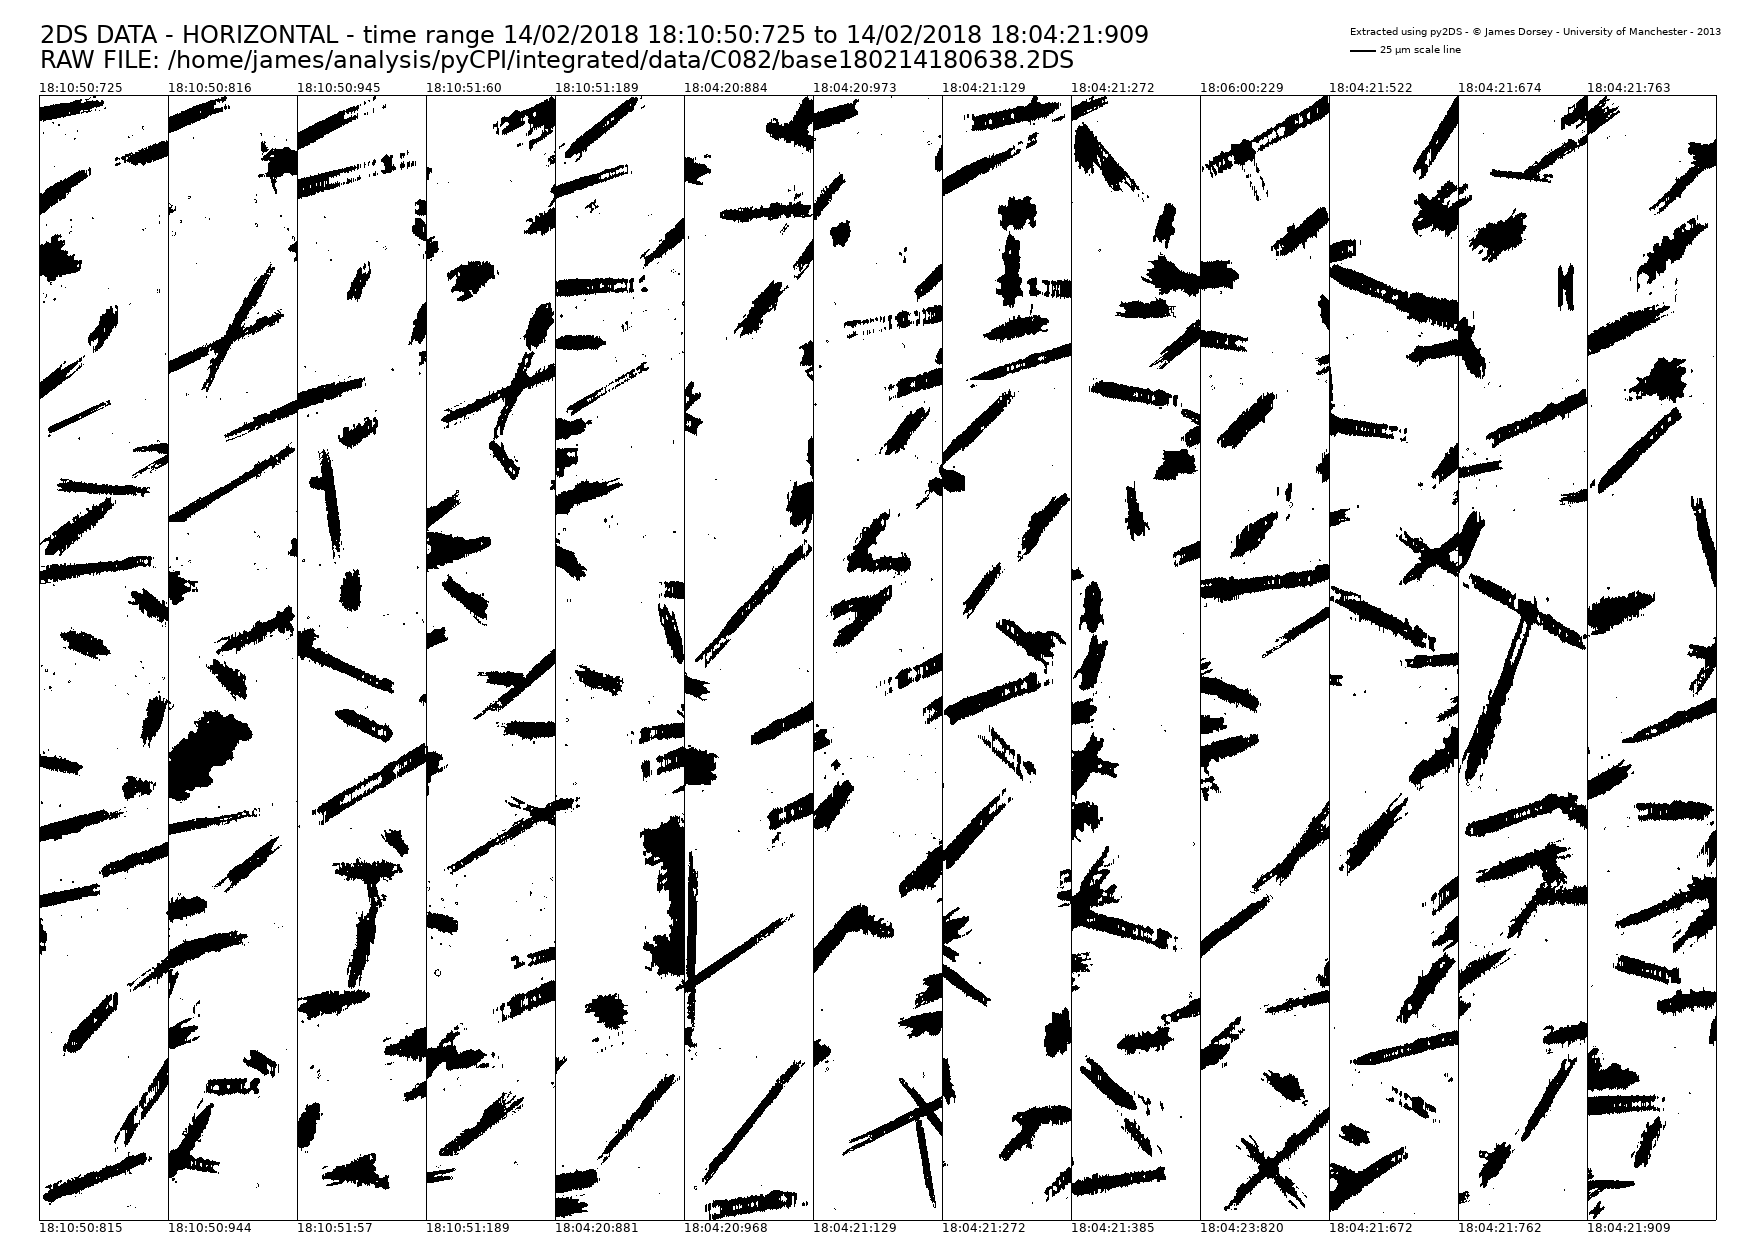 2DS DATA - HORIZONTAL - time range 14/02/2018 18:10:50:725 to 14/02/2018 18:04:21:909
RAW FILE: /home/james/analysis/pyCPI/integrated/data/C082/base180214180638.2DS
Extracted using py2DS - © James Dorsey - University of Manchester - 2013
25 µm scale line
18:10:50:725 18:10:50:816 18:10:50:945 18:10:51:60 18:10:51:189 18:04:20:884 18:04:20:973 18:04:21:129 18:04:21:272 18:06:00:229 18:04:21:522 18:04:21:674 18:04:21:763
18:10:50:815 18:10:50:944 18:10:51:57 18:10:51:189 18:04:20:881 18:04:20:968 18:04:21:129 18:04:21:272 18:04:21:385 18:04:23:820 18:04:21:672 18:04:21:762 18:04:21:909